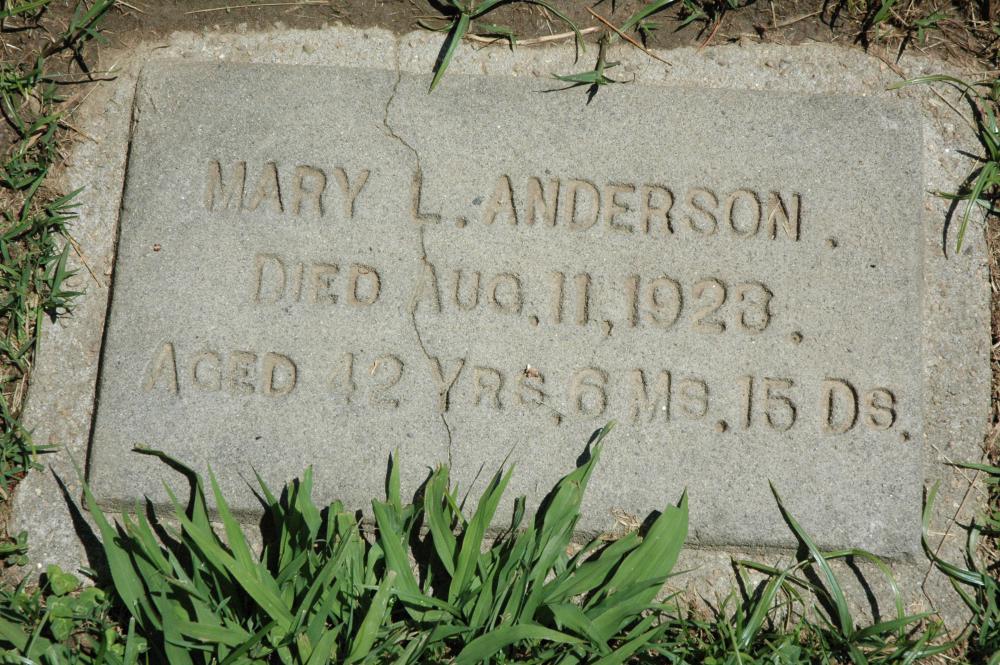 MARY L. ANDERSON.
DIED AUG. 11, 1923.
AGED 42 YRS. 6 MS. 15 DS.